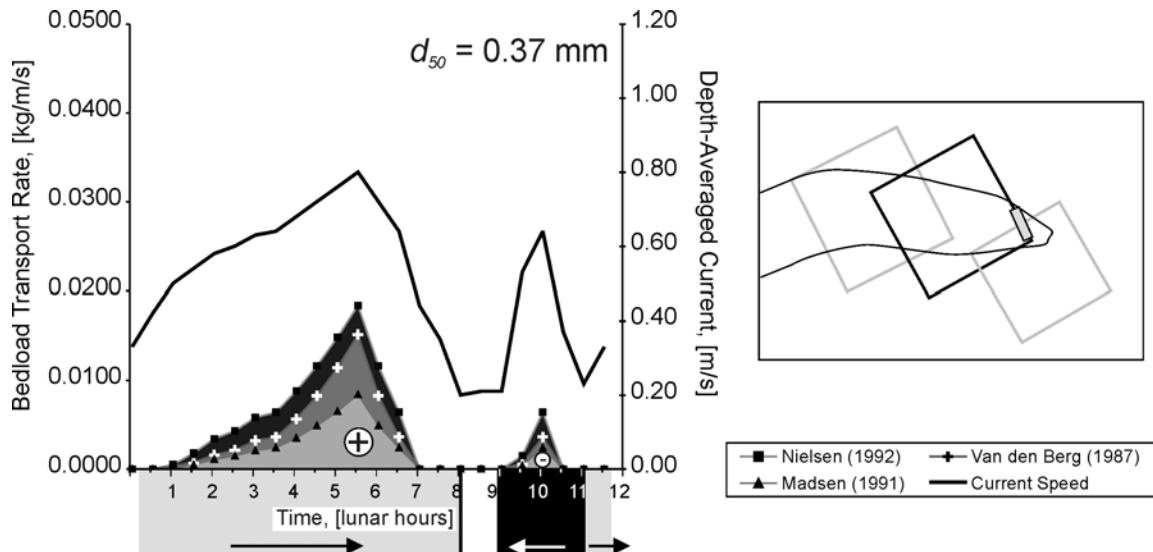 0.0500
0.0400
0.0300
0.0200
0.0100
0.0000
Bedload Transport Rate, [kg/m/s]
d50 = 0.37 mm
1.20
1.00
0.80
0.60
0.40
0.20
0.00
Depth-Averaged Current, [m/s]
1 2 3 4 5 6 7 8 9 10 11 12
Time, [lunar hours]
+
-
Nielsen (1992)
Van den Berg (1987)
Madsen (1991)
Current Speed